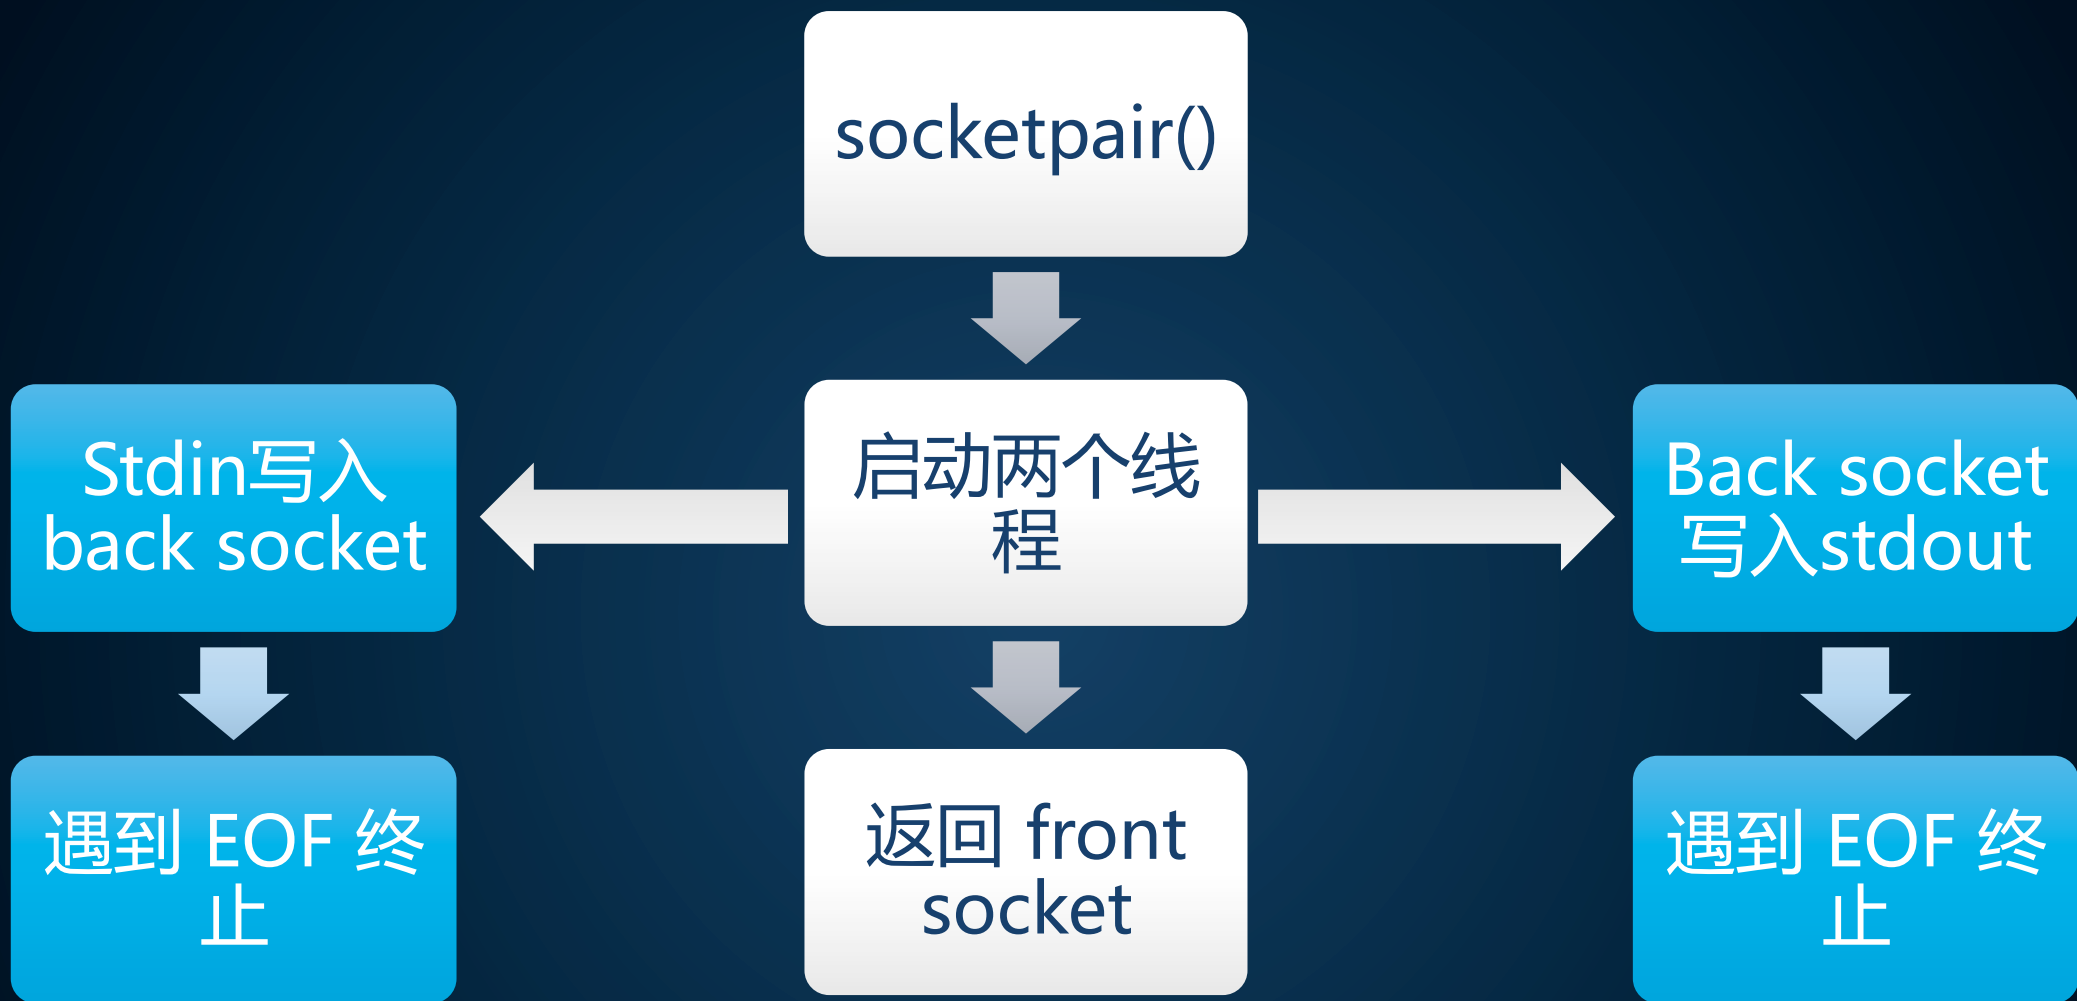 socketpair()
Stdin写入
back socket
启动两个线
程
Back socket
写入stdout
遇到 EOF 终
止
返回 front
socket
遇到 EOF 终
止